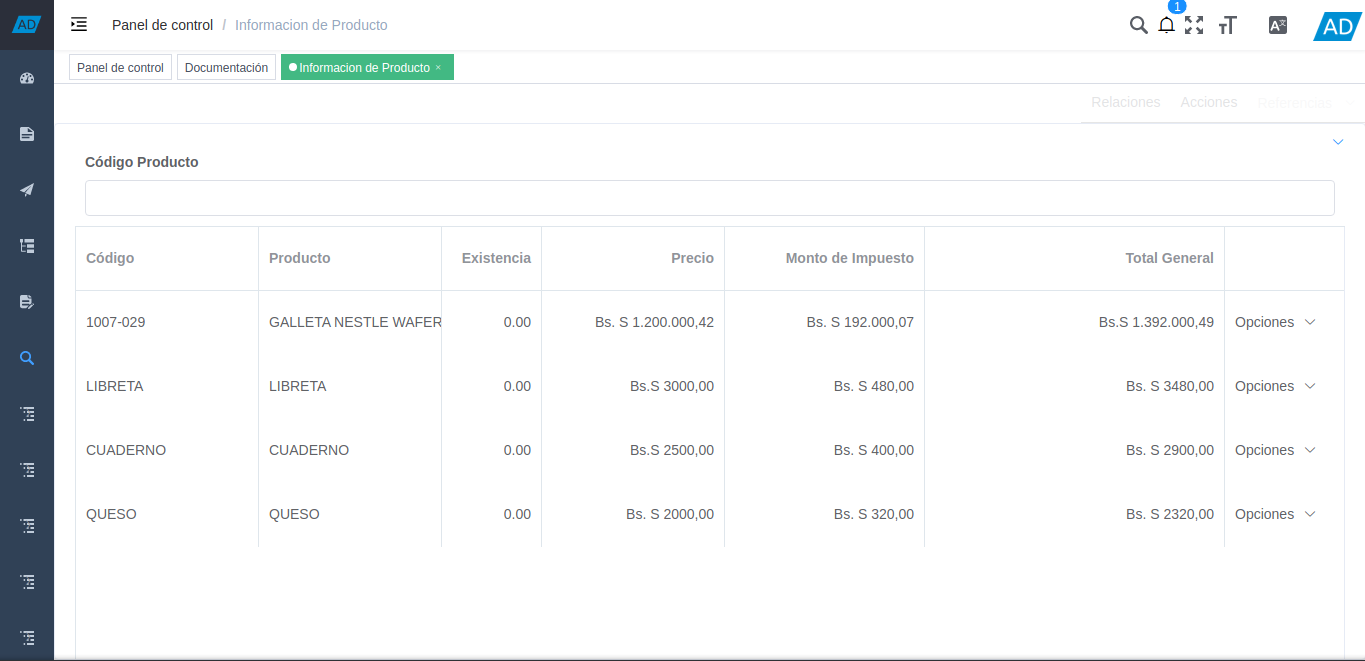 AD
Panel de control / Informacion de Producto
1
AD
Panel de control
Documentación
Informacion de Producto ×
Relaciones Acciones Referencias
Código Producto
Código Producto Existencia Precio Monto de Impuesto Total General
1007-029 GALLETA NESTLE WAFER 0.00 Bs. S 1.200.000,42 Bs. S 192.000,07 Bs.S 1.392.000,49 Opciones
LIBRETA LIBRETA 0.00 Bs.S 3000,00 Bs. S 480,00 Bs. S 3480,00 Opciones
CUADERNO CUADERNO 0.00 Bs.S 2500,00 Bs. S 400,00 Bs. S 2900,00 Opciones
QUESO QUESO 0.00 Bs. S 2000,00 Bs. S 320,00 Bs. S 2320,00 Opciones